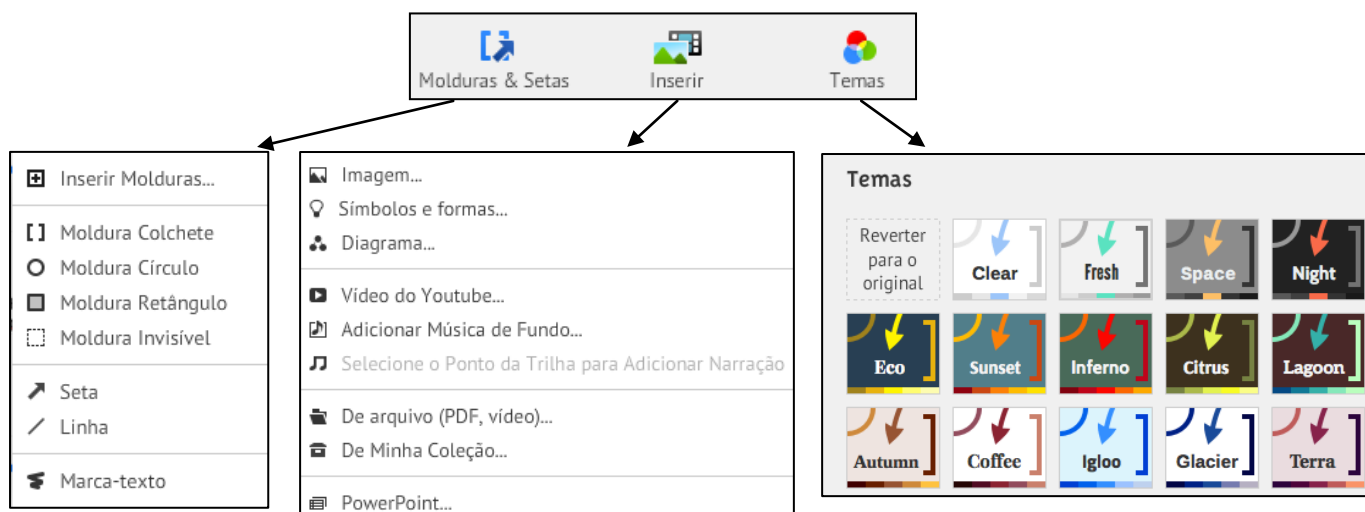 Molduras & Setas
Inserir
Temas
Inserir Molduras...
Moldura Colchete
Moldura Círculo
Moldura Retângulo
Moldura Invisível
Seta
Linha
Marca-texto
Imagem...
Símbolos e formas...
Diagrama...
Vídeo do Youtube...
Adicionar Música de Fundo...
Selecione o Ponto da Trilha para Adicionar Narração
De arquivo (PDF, vídeo)...
De Minha Coleção...
PowerPoint...
Temas
Reverter
para o
original
Clear
Fresh
Space
Night
Eco
Sunset
Inferno
Citrus
Lagoon
Autumn
Coffee
Igloo
Glacier
Terra